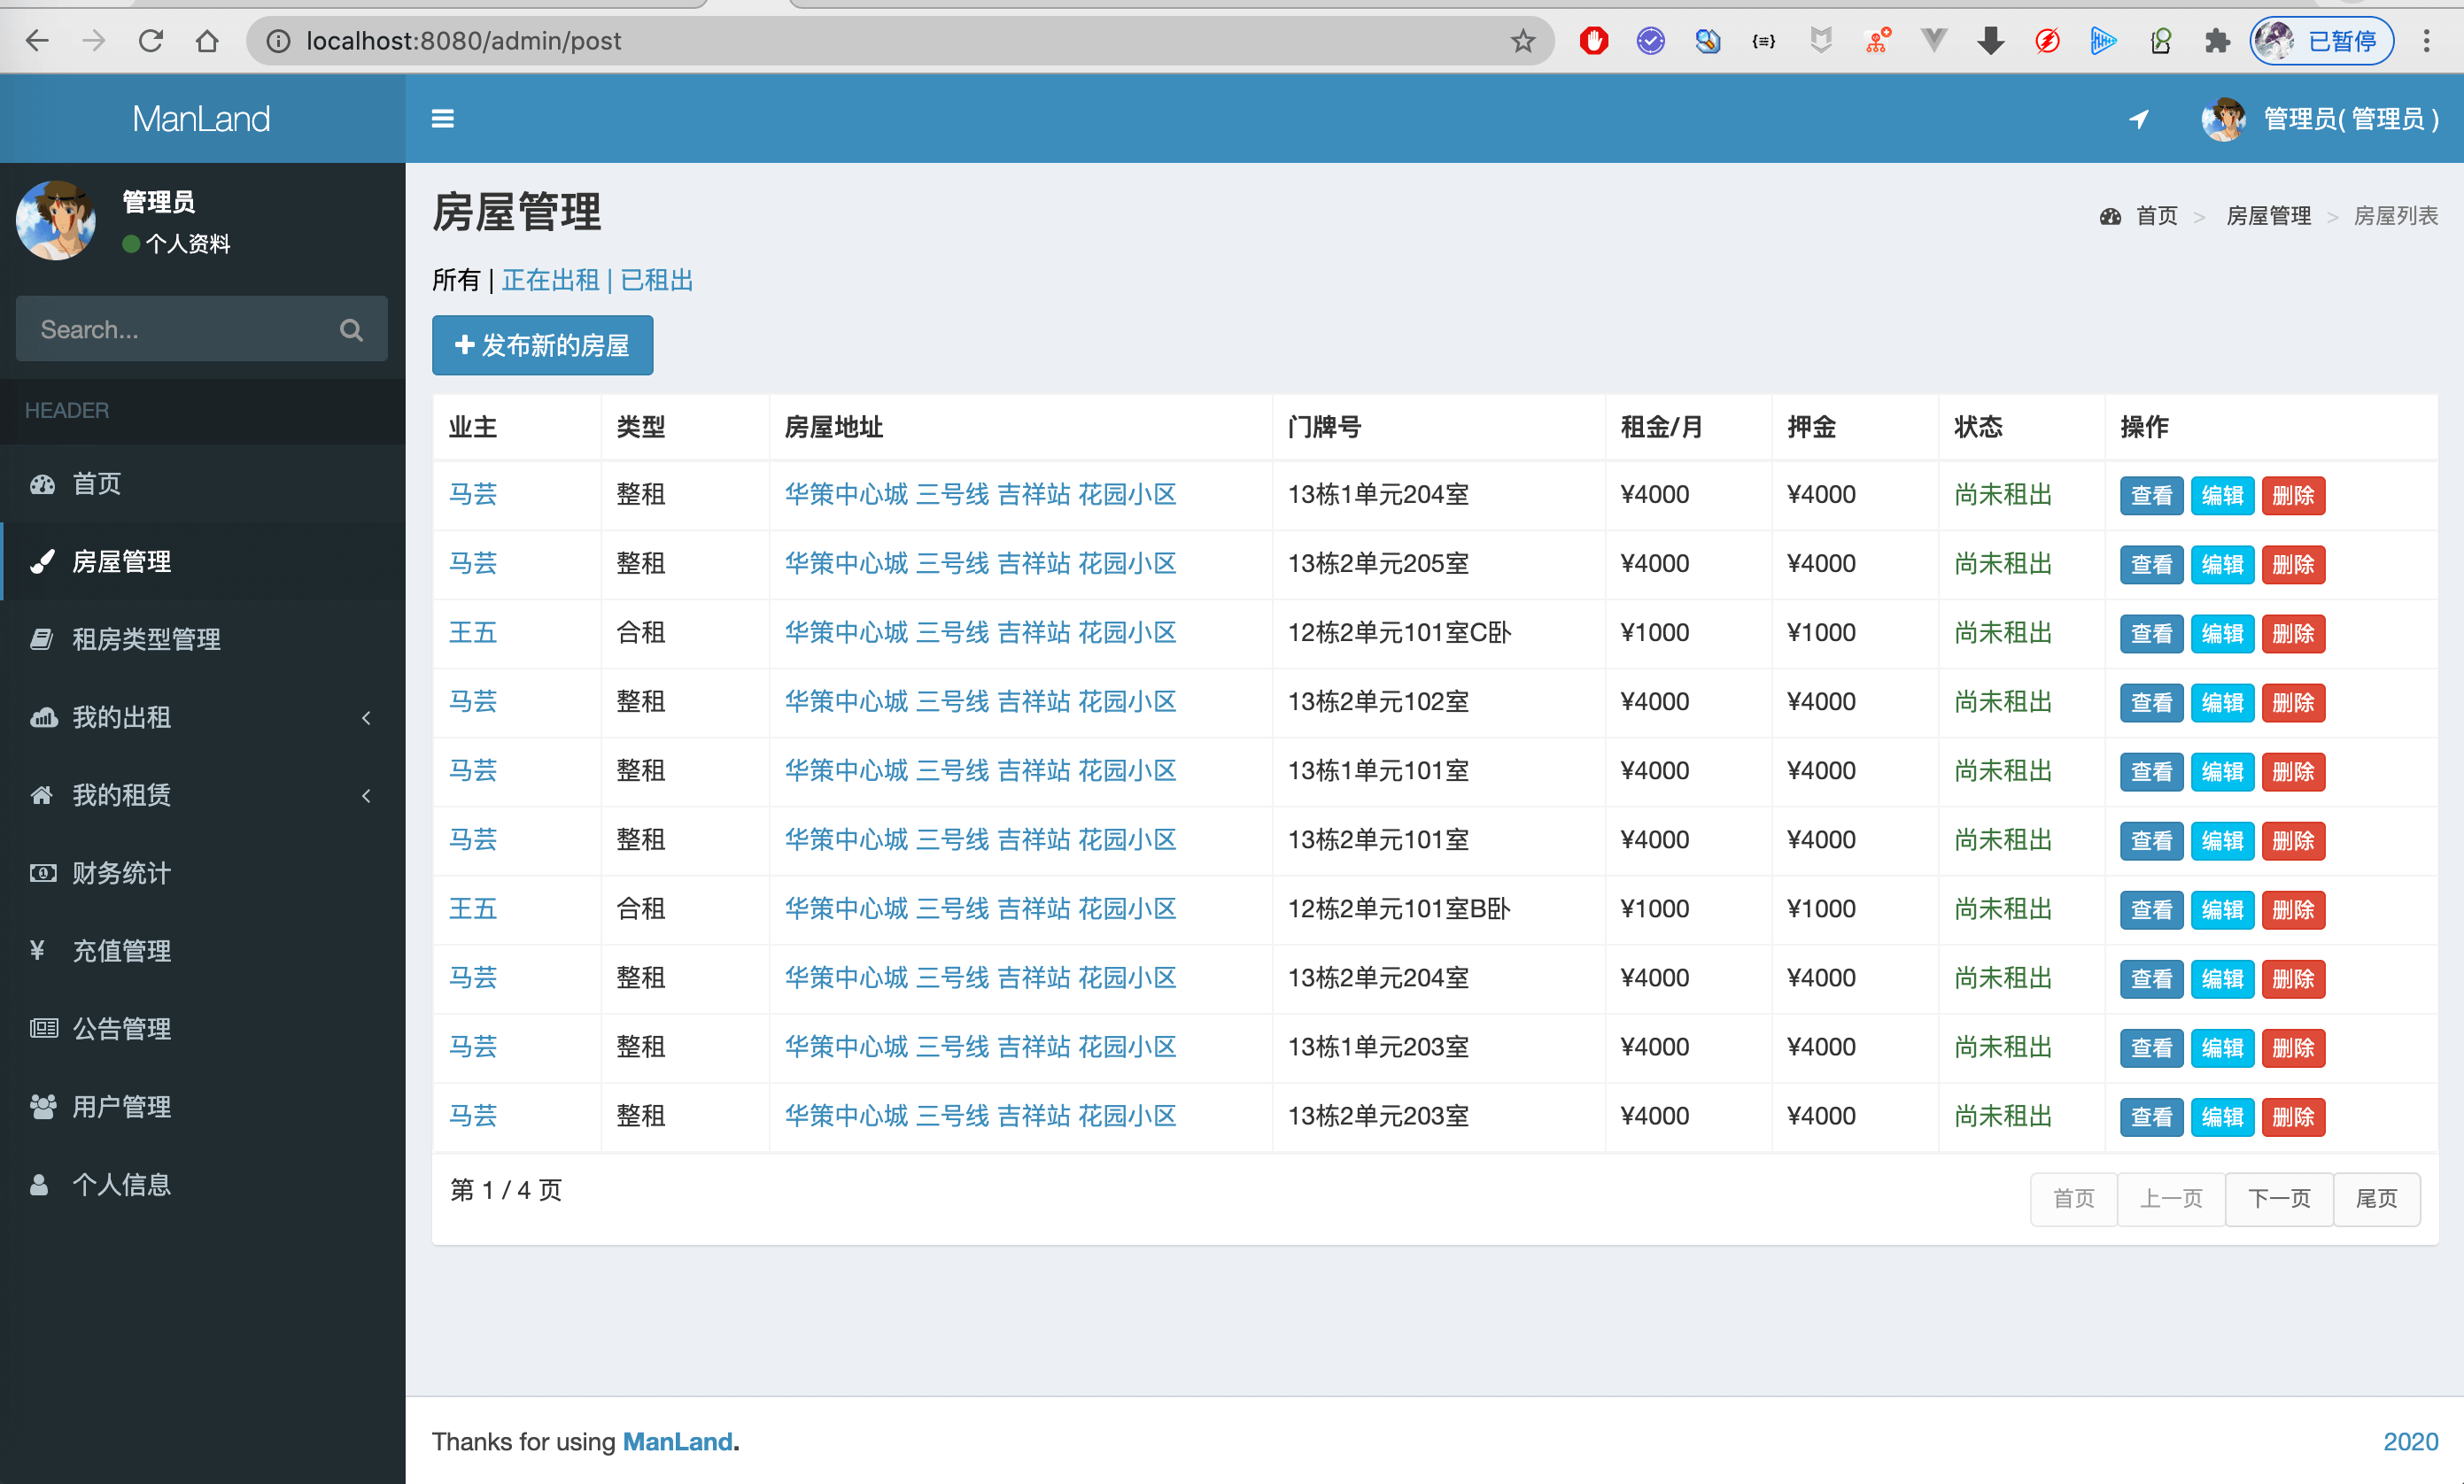 localhost:8080/admin/post
已暂停
ManLand
管理员( 管理员 )
管理员
个人资料
Search...
HEADER
首页
房屋管理
租房类型管理
我的出租
我的租赁
财务统计
¥ 充值管理
公告管理
用户管理
个人信息
房屋管理
首页 > 房屋管理 > 房屋列表
所有 | 正在出租 | 已租出
发布新的房屋
业主 类型 房屋地址 门牌号 租金/月 押金 状态 操作
马芸 整租 华策中心城 三号线 吉祥站 花园小区 13栋1单元204室 ¥4000 ¥4000 尚未租出 查看 编辑 删除
马芸 整租 华策中心城 三号线 吉祥站 花园小区 13栋2单元205室 ¥4000 ¥4000 尚未租出 查看 编辑 删除
王五 合租 华策中心城 三号线 吉祥站 花园小区 12栋2单元101室C卧 ¥1000 ¥1000 尚未租出 查看 编辑 删除
马芸 整租 华策中心城 三号线 吉祥站 花园小区 13栋2单元102室 ¥4000 ¥4000 尚未租出 查看 编辑 删除
马芸 整租 华策中心城 三号线 吉祥站 花园小区 13栋1单元101室 ¥4000 ¥4000 尚未租出 查看 编辑 删除
马芸 整租 华策中心城 三号线 吉祥站 花园小区 13栋2单元101室 ¥4000 ¥4000 尚未租出 查看 编辑 删除
王五 合租 华策中心城 三号线 吉祥站 花园小区 12栋2单元101室B卧 ¥1000 ¥1000 尚未租出 查看 编辑 删除
马芸 整租 华策中心城 三号线 吉祥站 花园小区 13栋2单元204室 ¥4000 ¥4000 尚未租出 查看 编辑 删除
马芸 整租 华策中心城 三号线 吉祥站 花园小区 13栋1单元203室 ¥4000 ¥4000 尚未租出 查看 编辑 删除
马芸 整租 华策中心城 三号线 吉祥站 花园小区 13栋2单元203室 ¥4000 ¥4000 尚未租出 查看 编辑 删除
第 1 / 4 页
首页 上一页 下一页 尾页
Thanks for using ManLand.
2020